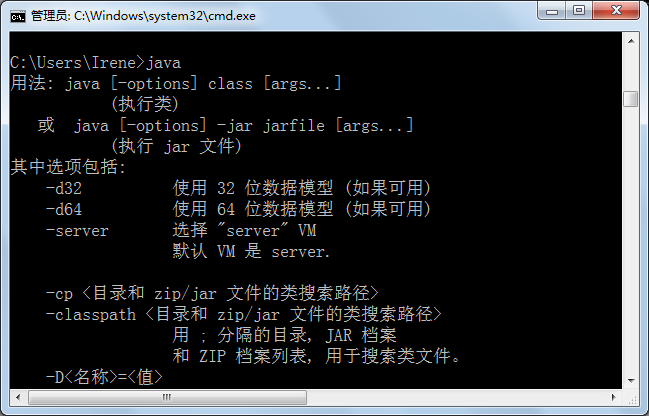 管理员: C:\Windows\system32\cmd.exe
C:\Users\Irene>java
用法: java [-options] class [args...]
(执行类)
或 java [-options] -jar jarfile [args...]
(执行 jar 文件)
其中选项包括:
-d32 使用 32 位数据模型 (如果可用)
-d64 使用 64 位数据模型 (如果可用)
-server 选择 "server" VM
默认 VM 是 server.
-cp <目录和 zip/jar 文件的类搜索路径>
-classpath <目录和 zip/jar 文件的类搜索路径>
用 ; 分隔的目录, JAR 档案
和 ZIP 档案列表, 用于搜索类文件。
-D<名称>=<值>